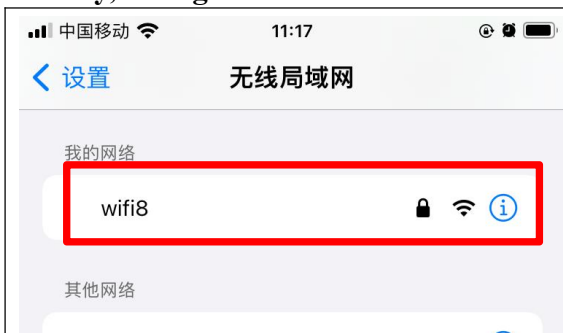 中国移动 11:17
设置 无线局域网
我的网络
wifi8
其他网络